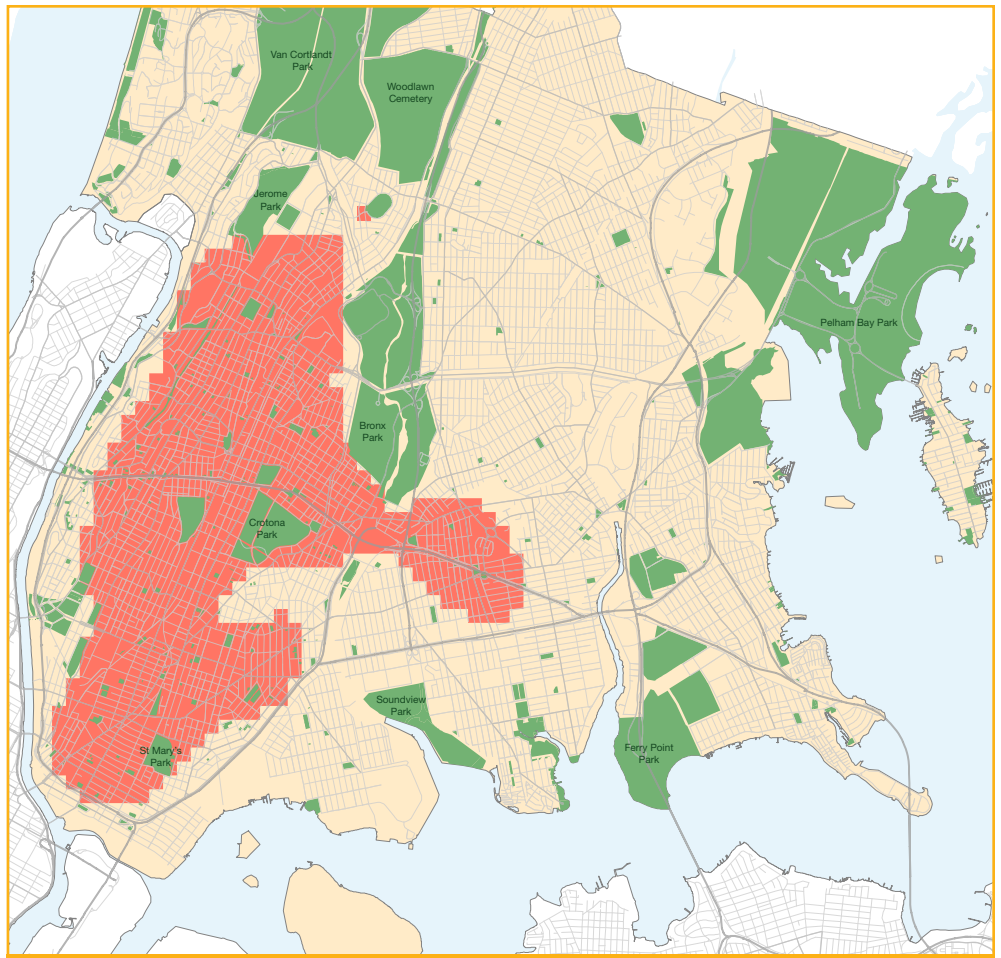 Van Cortlandt
Park
Woodlawn
Cemetery
Jerome
Park
Pelham Bay Park
Bronx
Park
Crotona
Park
Soundview
Park
St Mary's
Park
Ferry Point
Park